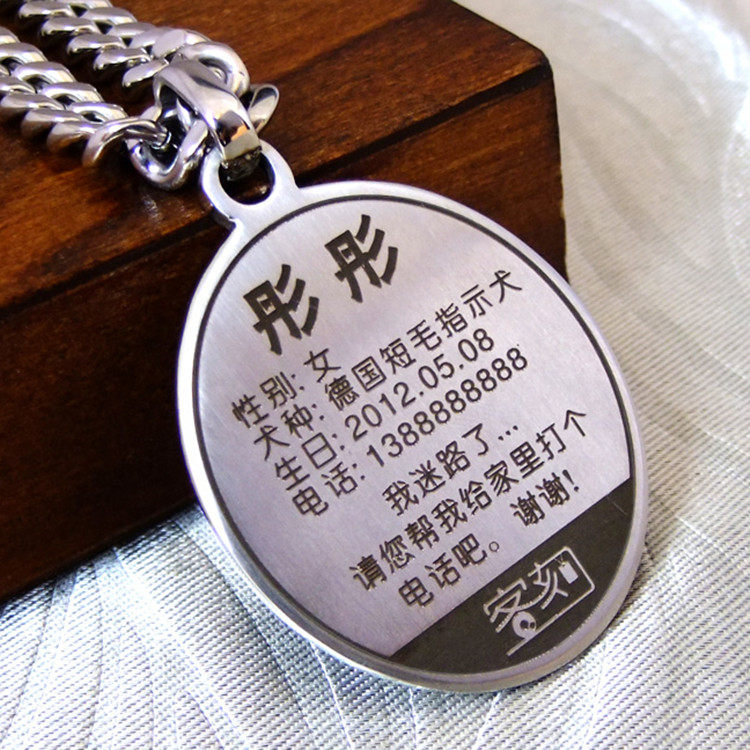 彤彤
性别: 女
犬种: 德国短毛指示犬
生日: 2012.05.08
电话: 1388888888
我迷路了...
请您帮我给家里打个
电话吧。谢谢!
客刻